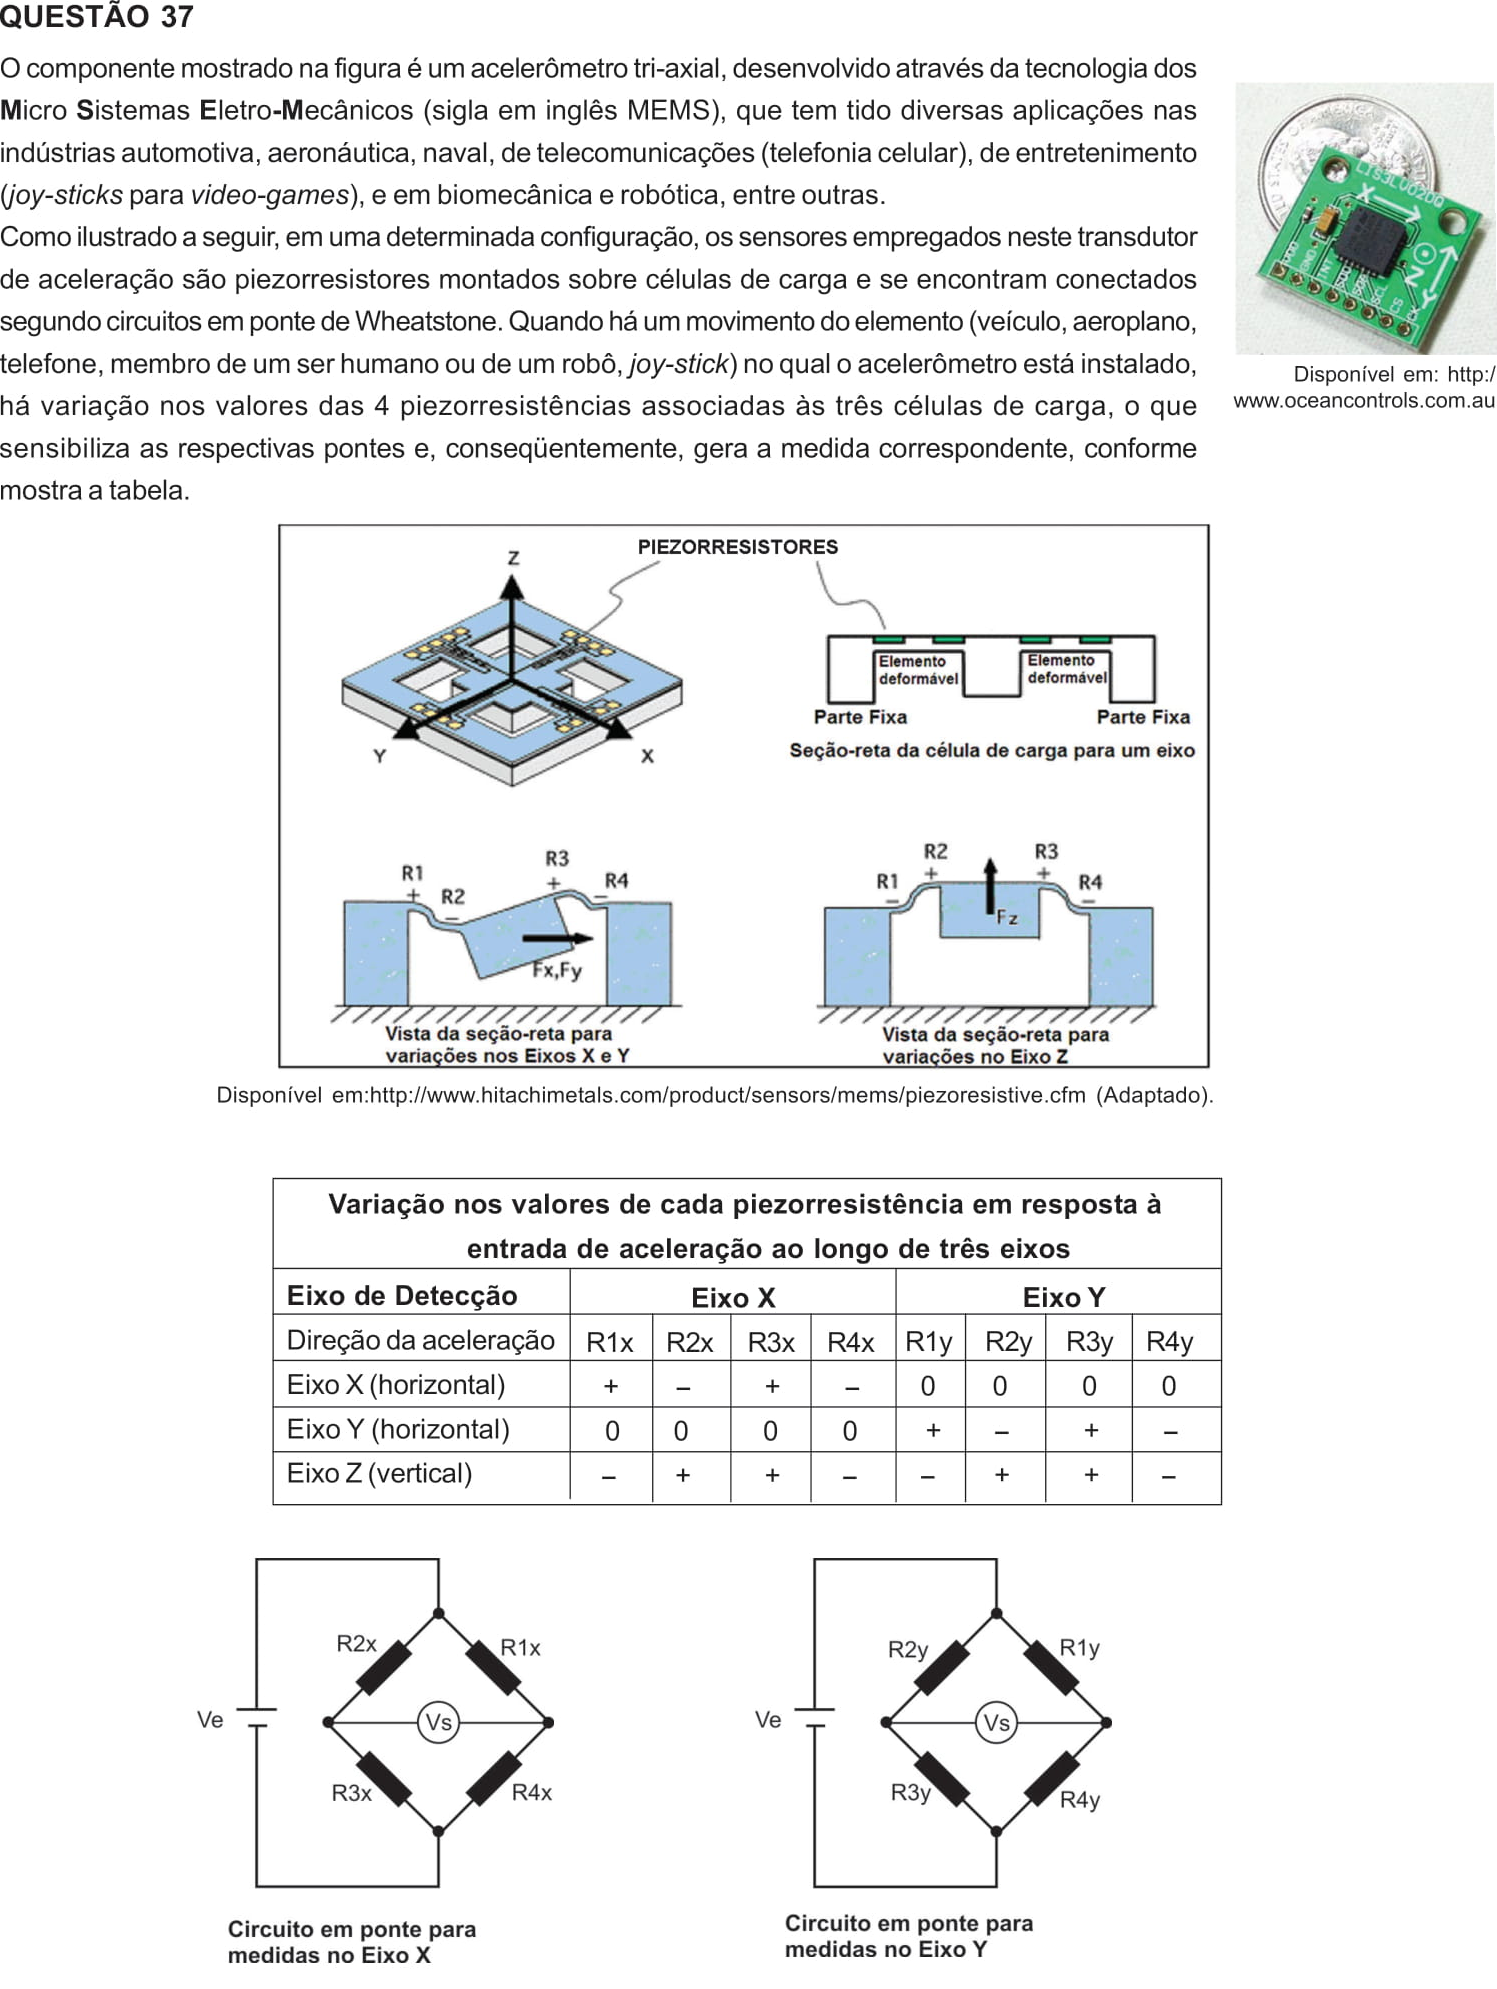 QUESTÃO 37
O componente mostrado na figura é um acelerômetro tri-axial, desenvolvido através da tecnologia dos
Micro Sistemas Eletro-Mecânicos (sigla em inglês MEMS), que tem tido diversas aplicações nas
indústrias automotiva, aeronáutica, naval, de telecomunicações (telefonia celular), de entretenimento
(joy-sticks para video-games), e em biomecânica e robótica, entre outras.
Como ilustrado a seguir, em uma determinada configuração, os sensores empregados neste transdutor
de aceleração são piezorresistores montados sobre células de carga e se encontram conectados
segundo circuitos em ponte de Wheatstone. Quando há um movimento do elemento (veículo, aeroplano,
telefone, membro de um ser humano ou de um robô, joy-stick) no qual o acelerômetro está instalado,
há variação nos valores das 4 piezorresistências associadas às três células de carga, o que
sensibiliza as respectivas pontes e, conseqüentemente, gera a medida correspondente, conforme
mostra a tabela.
LIS3LV02DQ
X
Z
Y
GND
INT
CS
Disponível em: http:/
www.oceancontrols.com.au
PIEZORRESISTORES
Z
Y
X
Elemento deformável
Elemento deformável
Parte Fixa
Parte Fixa
Seção-reta da célula de carga para um eixo
R1
+
R2
−
R3
+
R4
−
Fx,Fy
Vista da seção-reta para
variações nos Eixos X e Y
R1
−
R2
+
R3
+
R4
−
Fz
Vista da seção-reta para
variações no Eixo Z
Disponível em:http://www.hitachimetals.com/product/sensors/mems/piezoresistive.cfm (Adaptado).
Variação nos valores de cada piezorresistência em resposta à
entrada de aceleração ao longo de três eixos
Eixo de Detecção Eixo X Eixo Y
Direção da aceleração R1x R2x R3x R4x R1y R2y R3y R4y
Eixo X (horizontal) + − + − 0 0 0 0
Eixo Y (horizontal) 0 0 0 0 + − + −
Eixo Z (vertical) − + + − − + + −
R2x
R1x
Ve
Vs
R3x
R4x
Circuito em ponte para
medidas no Eixo X
R2y
R1y
Ve
Vs
R3y
R4y
Circuito em ponte para
medidas no Eixo Y